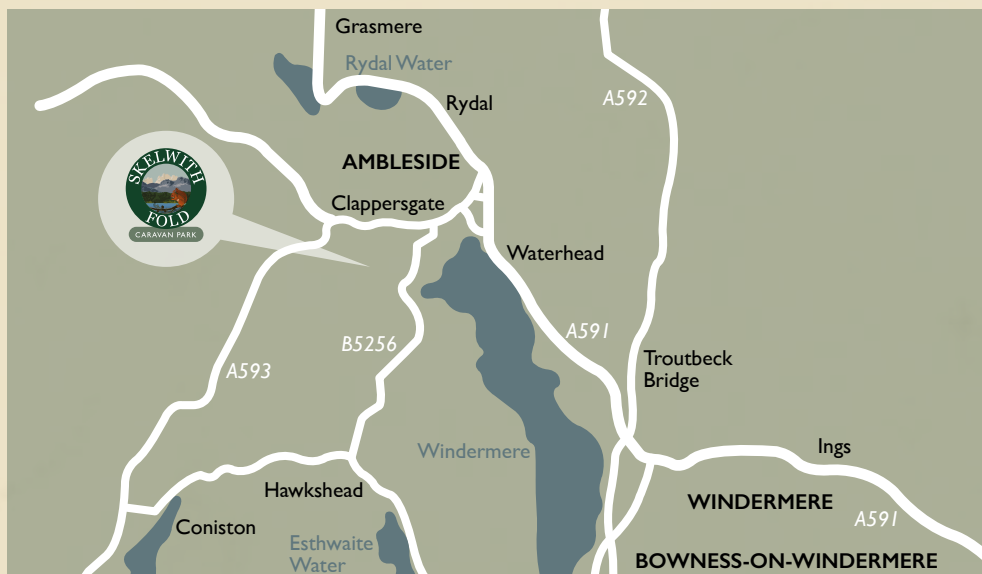 Grasmere
Rydal Water
A592
Rydal
AMBLESIDE
SKELWITH
FOLD
CARAVAN PARK
Clappersgate
Waterhead
A591
B5256
A593
Troutbeck
Bridge
Windermere
Ings
Hawkshead
WINDERMERE
A591
Coniston
Esthwaite
Water
BOWNESS-ON-WINDERMERE